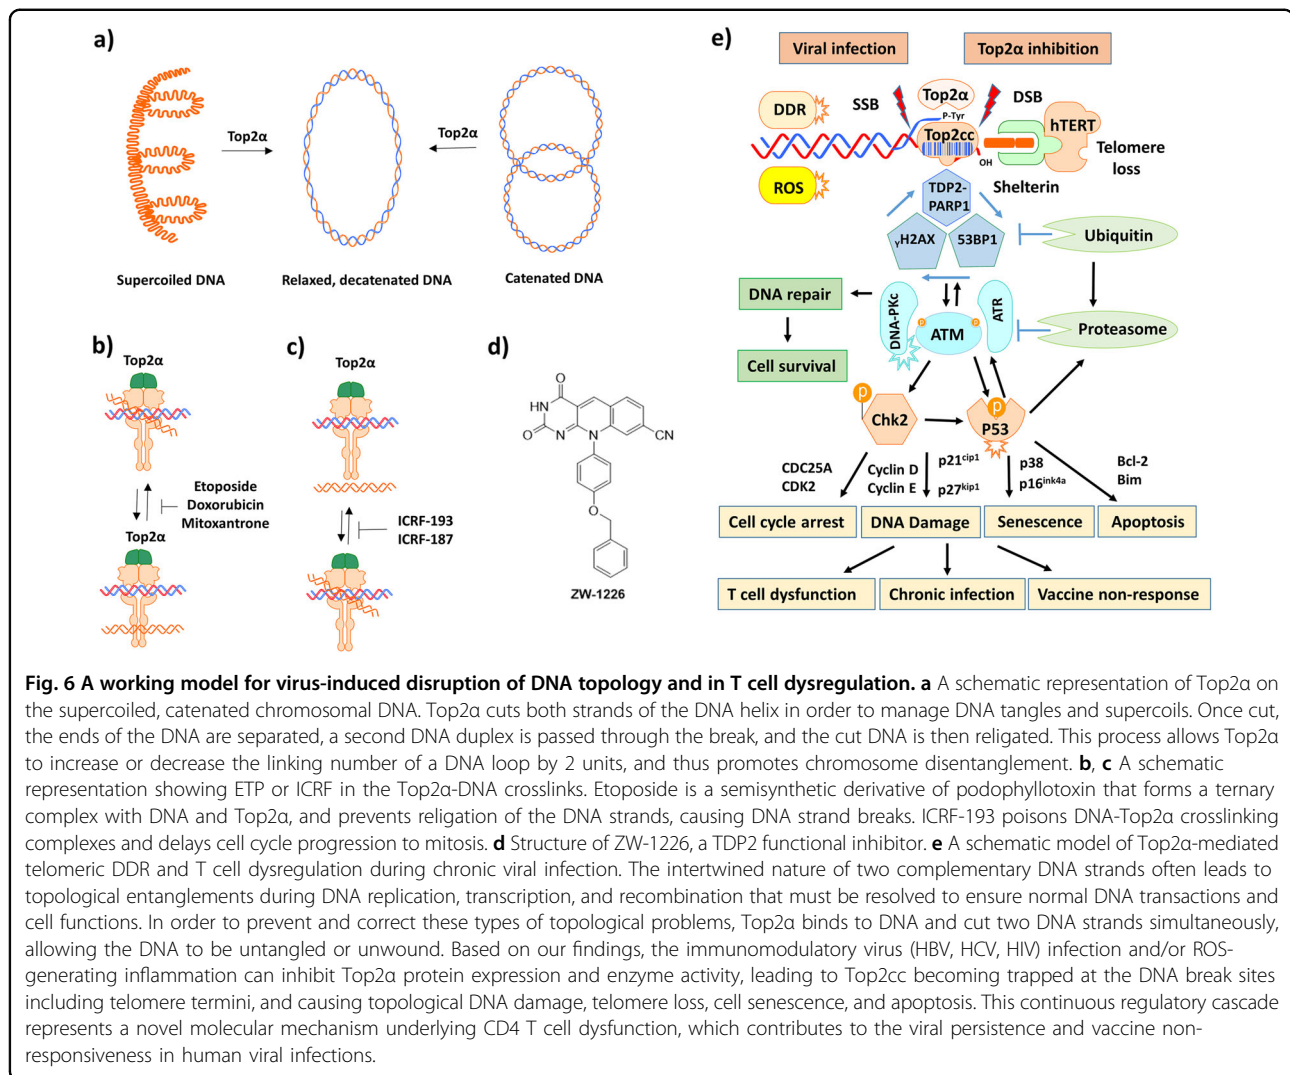 a)
Top2α
Top2α
Supercoiled DNA
Relaxed, decatenated DNA
Catenated DNA
b)
Top2α
Etoposide
Doxorubicin
Mitoxantrone
Top2α
c)
Top2α
ICRF-193
ICRF-187
d)
O
HN
O
N
N
CN
O
ZW-1226
e)
Viral infection
Top2α inhibition
DDR
SSB
Top2α
DSB
P-Tyr
Top2cc
hTERT
OH
Telomere
loss
ROS
TDP2-
PARP1
Shelterin
γH2AX
53BP1
Ubiquitin
DNA repair
DNA-PKc
P
ATM
P
ATR
Proteasome
Cell survival
p
Chk2
p
P53
CDC25A
CDK2
Cyclin D
Cyclin E
p21cip1
p27kip1
p38
p16ink4a
Bcl-2
Bim
Cell cycle arrest
DNA Damage
Senescence
Apoptosis
T cell dysfunction
Chronic infection
Vaccine non-response
Fig. 6 A working model for virus-induced disruption of DNA topology and in T cell dysregulation. a A schematic representation of Top2α on
the supercoiled, catenated chromosomal DNA. Top2α cuts both strands of the DNA helix in order to manage DNA tangles and supercoils. Once cut,
the ends of the DNA are separated, a second DNA duplex is passed through the break, and the cut DNA is then religated. This process allows Top2α
to increase or decrease the linking number of a DNA loop by 2 units, and thus promotes chromosome disentanglement. b, c A schematic
representation showing ETP or ICRF in the Top2α-DNA crosslinks. Etoposide is a semisynthetic derivative of podophyllotoxin that forms a ternary
complex with DNA and Top2α, and prevents religation of the DNA strands, causing DNA strand breaks. ICRF-193 poisons DNA-Top2α crosslinking
complexes and delays cell cycle progression to mitosis. d Structure of ZW-1226, a TDP2 functional inhibitor. e A schematic model of Top2α-mediated
telomeric DDR and T cell dysregulation during chronic viral infection. The intertwined nature of two complementary DNA strands often leads to
topological entanglements during DNA replication, transcription, and recombination that must be resolved to ensure normal DNA transactions and
cell functions. In order to prevent and correct these types of topological problems, Top2α binds to DNA and cut two DNA strands simultaneously,
allowing the DNA to be untangled or unwound. Based on our findings, the immunomodulatory virus (HBV, HCV, HIV) infection and/or ROS-
generating inflammation can inhibit Top2α protein expression and enzyme activity, leading to Top2cc becoming trapped at the DNA break sites
including telomere termini, and causing topological DNA damage, telomere loss, cell senescence, and apoptosis. This continuous regulatory cascade
represents a novel molecular mechanism underlying CD4 T cell dysfunction, which contributes to the viral persistence and vaccine non-
responsiveness in human viral infections.